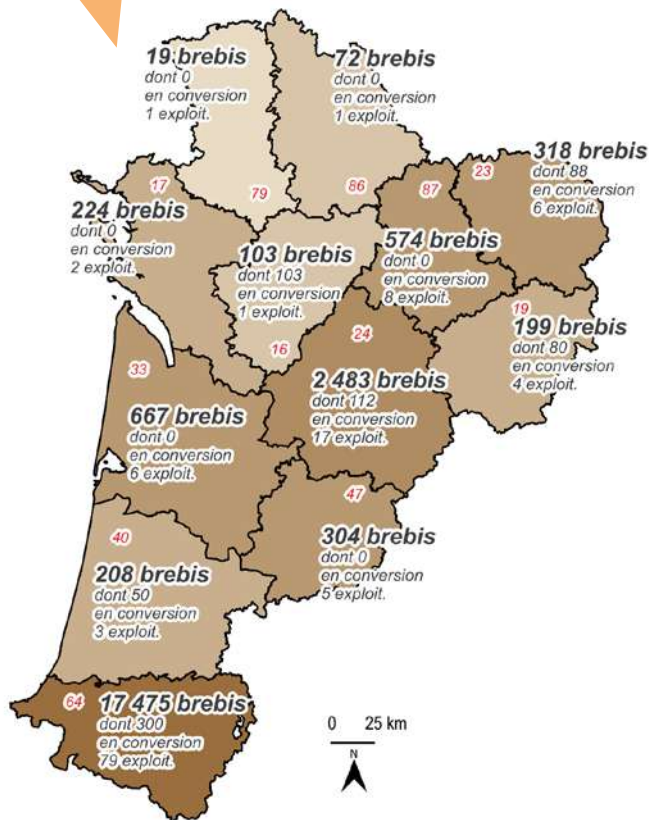 19 brebis
dont 0
en conversion
1 exploit.
79
72 brebis
dont 0
en conversion
1 exploit.
86
318 brebis
dont 88
en conversion
6 exploit.
23
87
574 brebis
dont 0
en conversion
8 exploit.
17
224 brebis
dont 0
en conversion
2 exploit.
103 brebis
dont 103
en conversion
1 exploit.
16
19
199 brebis
dont 80
en conversion
4 exploit.
24
2 483 brebis
dont 112
en conversion
17 exploit.
33
667 brebis
dont 0
en conversion
6 exploit.
47
304 brebis
dont 0
en conversion
5 exploit.
40
208 brebis
dont 50
en conversion
3 exploit.
64
17 475 brebis
dont 300
en conversion
79 exploit.
0 25 km
N